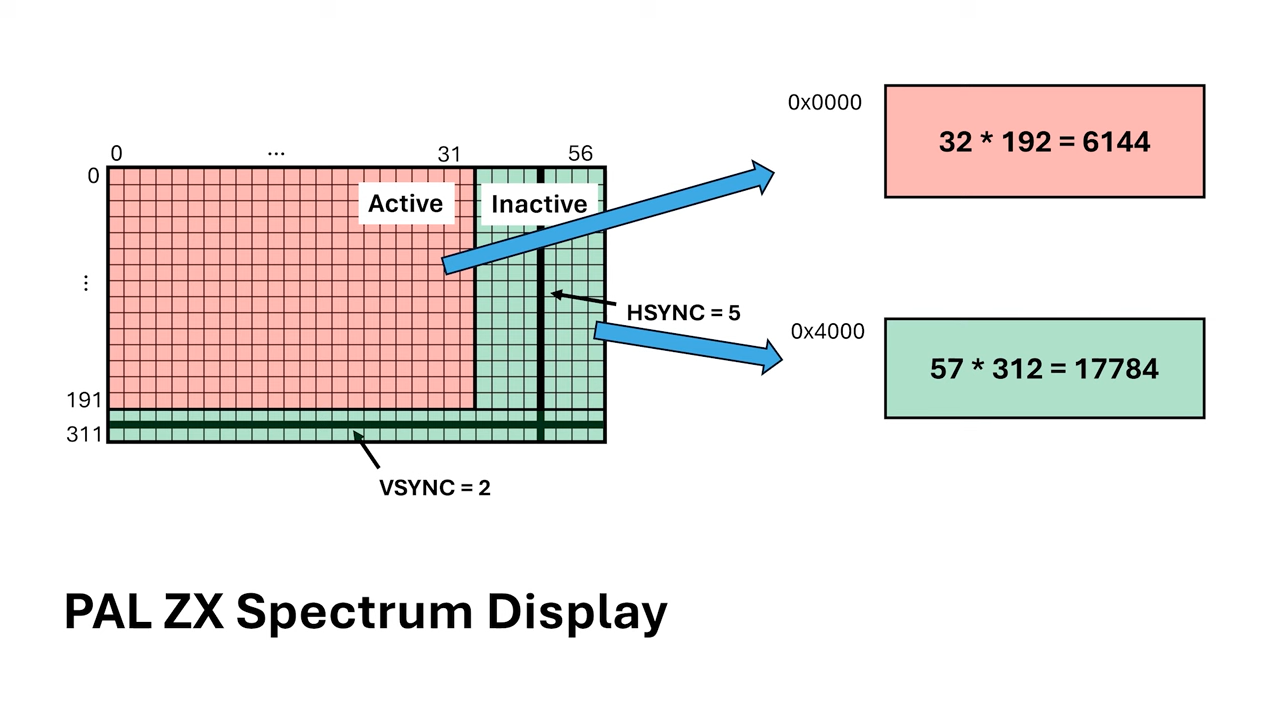 0x0000
32 * 192 = 6144
0 ... 31 56
0
Active Inactive
⋮
HSYNC = 5
0x4000
57 * 312 = 17784
191
311
VSYNC = 2
PAL ZX Spectrum Display